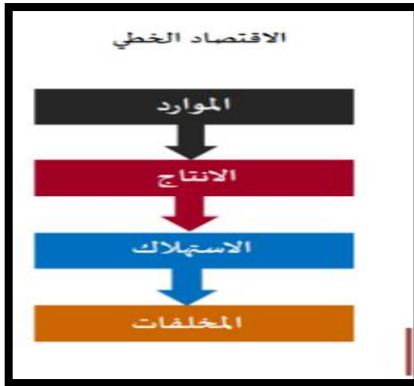 الاقتصاد الخطي
الموارد
الانتاج
الاستهلاك
المخلفات